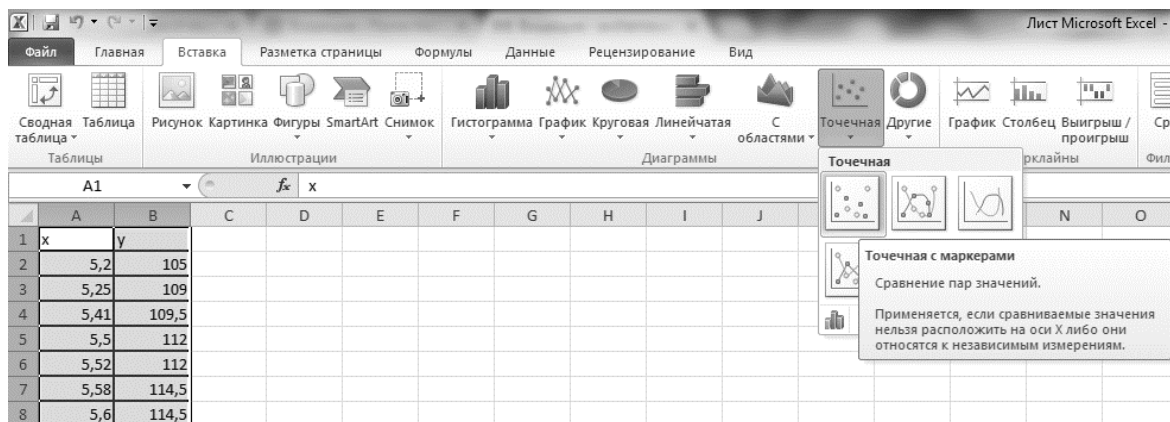 Лист Microsoft Excel -
Файл Главная Вставка Разметка страницы Формулы Данные Рецензирование Вид
Сводная таблица Таблица Рисунок Картинка Фигуры SmartArt Снимок Гистограмма График Круговая Линейчатая С областями Точечная Другие График Столбец Выигрыш / проигрыш Ср
Таблицы Иллюстрации Диаграммы рклайны Фил
Точечная
A1 fx x
A B C D E F G H I J N O
1 x y
2 5,2 105
3 5,25 109
4 5,41 109,5
5 5,5 112
6 5,52 112
7 5,58 114,5
8 5,6 114,5
Точечная с маркерами
Сравнение пар значений.
Применяется, если сравниваемые значения
нельзя расположить на оси X либо они
относятся к независимым измерениям.